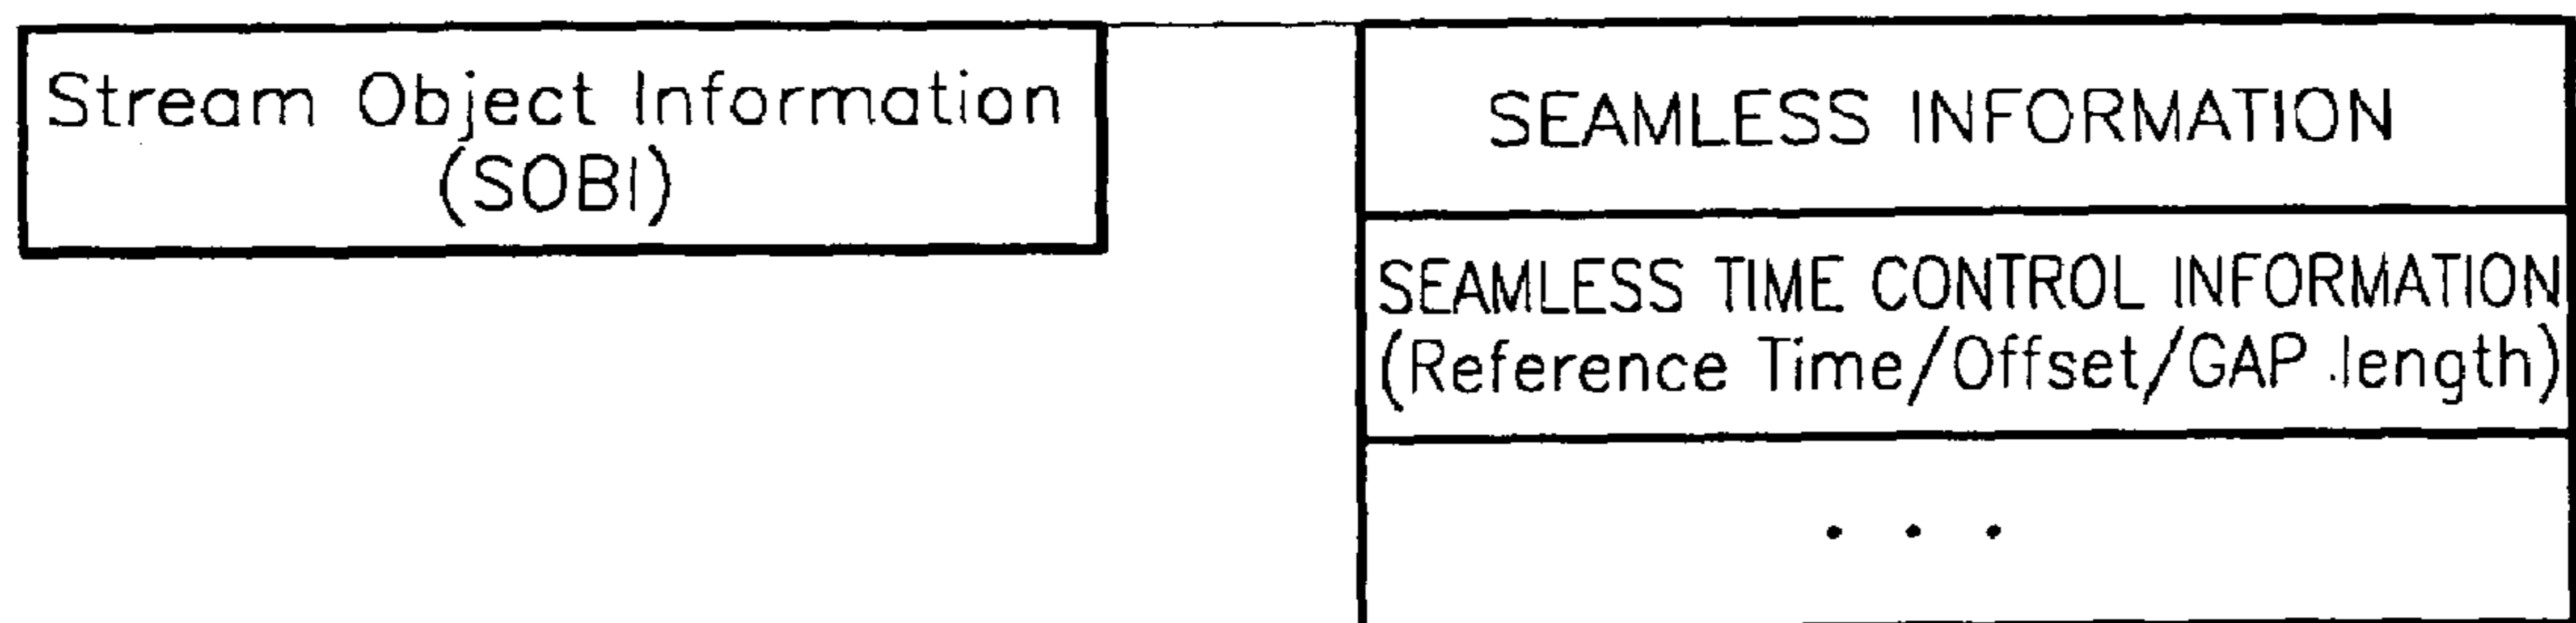 Stream Object Information
(SOBI)
SEAMLESS INFORMATION
SEAMLESS TIME CONTROL INFORMATION
(Reference Time/Offset/GAP length)
. . .